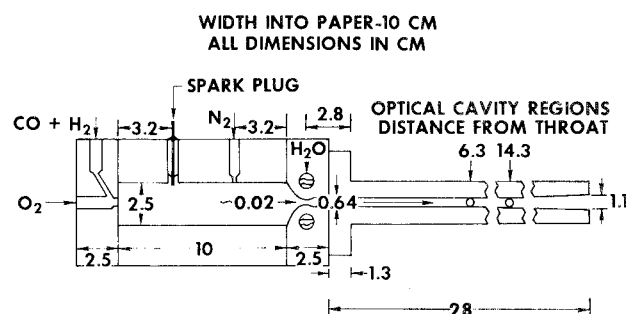 WIDTH INTO PAPER-10 CM
ALL DIMENSIONS IN CM
SPARK PLUG
CO + H2
3.2
N2
3.2
2.8
OPTICAL CAVITY REGIONS
DISTANCE FROM THROAT
H2O
6.3 14.3
O2
2.5
~0.02
0.64
1.1
2.5
10
2.5
1.3
28